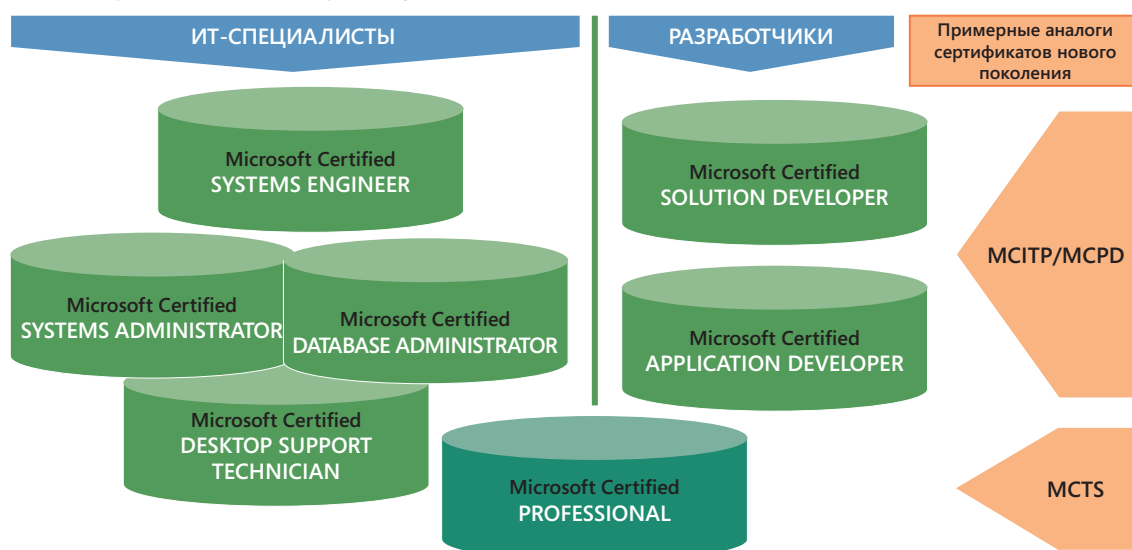 ИТ-СПЕЦИАЛИСТЫ
РАЗРАБОТЧИКИ
Примерные аналоги
сертификатов нового
поколения
Microsoft Certified
SYSTEMS ENGINEER
Microsoft Certified
SOLUTION DEVELOPER
MCITP/MCPD
Microsoft Certified
SYSTEMS ADMINISTRATOR
Microsoft Certified
DATABASE ADMINISTRATOR
Microsoft Certified
APPLICATION DEVELOPER
Microsoft Certified
DESKTOP SUPPORT
TECHNICIAN
Microsoft Certified
PROFESSIONAL
MCTS